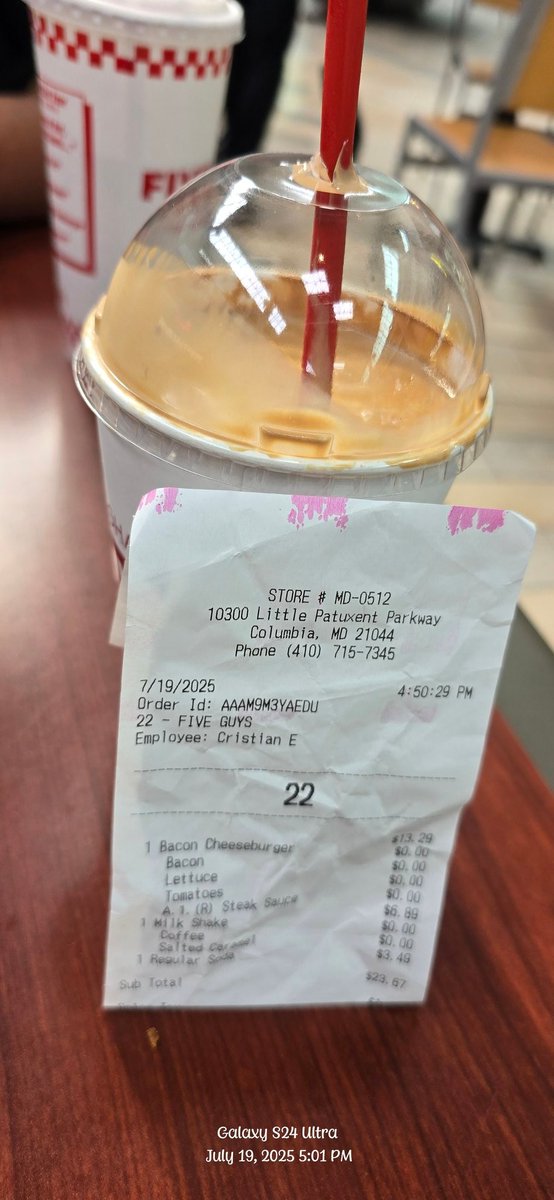 FIV
STORE # MD-0512
10300 Little Patuxent Parkway
Columbia, MD 21044
Phone (410) 715-7345
7/19/2025 4:50:29 PM
Order Id: AAAM9M3YAEDU
22 - FIVE GUYS
Employee: Cristian E
22
1 Bacon Cheeseburger $13.29
Bacon $0.00
Lettuce $0.00
Tomatoes $0.00
A.1.(R) Steak Sauce $0.00
1 Milk Shake $6.89
Coffee $0.00
Salted Caramel $0.00
1 Regular Soda $3.49
Sub Total $23.67
Galaxy S24 Ultra
July 19, 2025 5:01 PM